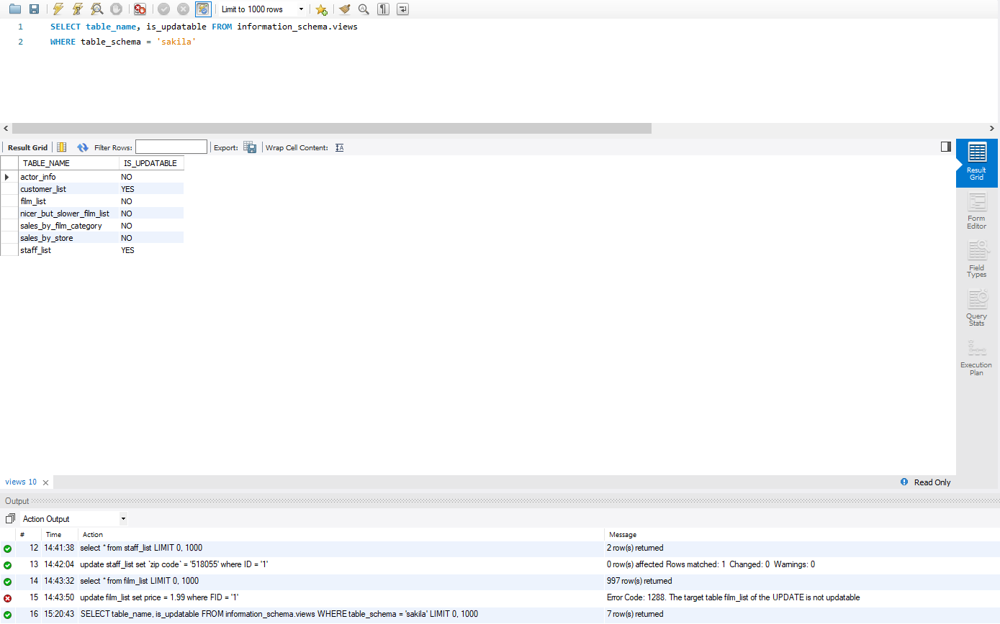 Limit to 1000 rows
1 SELECT table_name, is_updatable FROM information_schema.views
2 WHERE table_schema = 'sakila'
Result Grid Filter Rows: Export: Wrap Cell Content:
TABLE_NAME IS_UPDATABLE
actor_info NO
customer_list YES
film_list NO
nicer_but_slower_film_list NO
sales_by_film_category NO
sales_by_store NO
staff_list YES
Result
Grid
Form
Editor
Field
Types
Query
Stats
Execution
Plan
views 10 Read Only
Output
Action Output
# Time Action Message
12 14:41:38 select * from staff_list LIMIT 0, 1000 2 row(s) returned
13 14:42:04 update staff_list set `zip code` = '518055' where ID = '1' 0 row(s) affected Rows matched: 1 Changed: 0 Warnings: 0
14 14:43:32 select * from film_list LIMIT 0, 1000 997 row(s) returned
15 14:43:50 update film_list set price = 1.99 where FID = '1' Error Code: 1288. The target table film_list of the UPDATE is not updatable
16 15:20:43 SELECT table_name, is_updatable FROM information_schema.views WHERE table_schema = 'sakila' LIMIT 0, 1000 7 row(s) returned